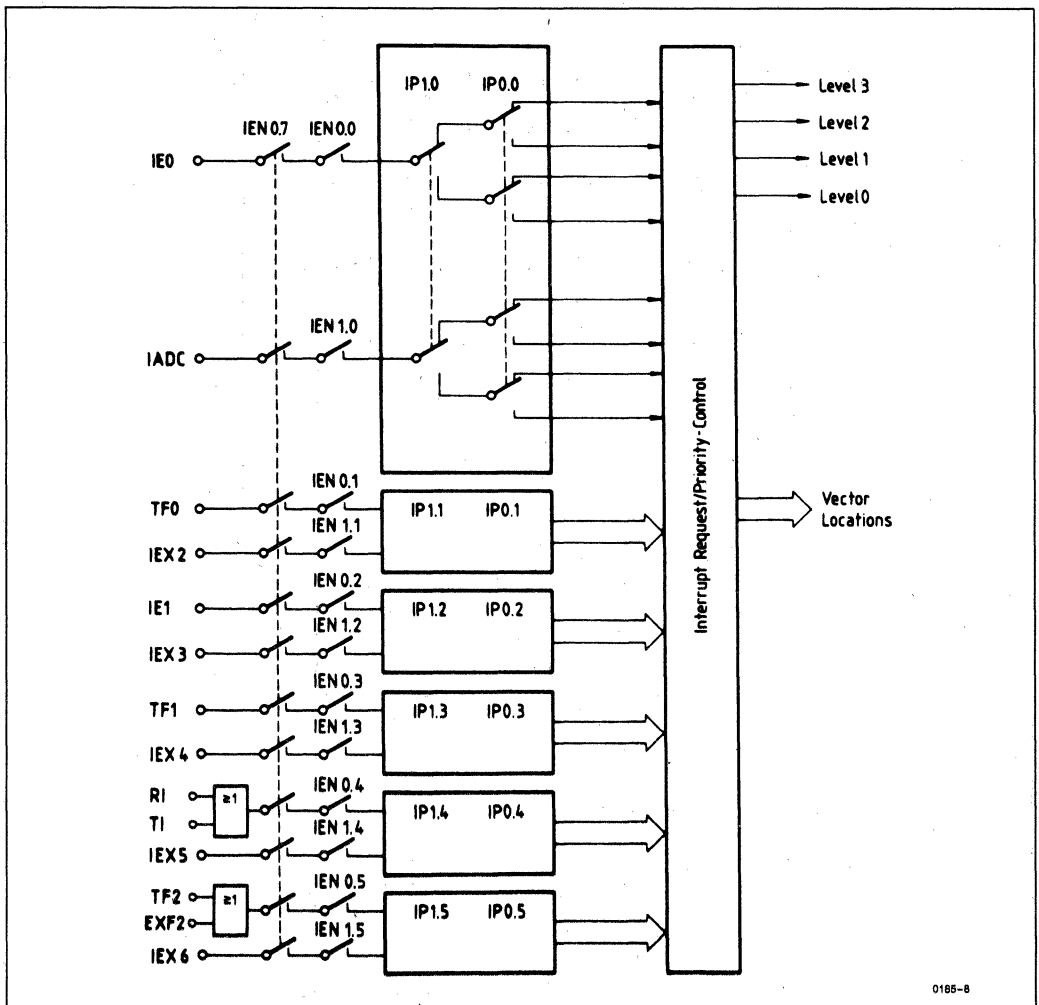 IP1.0 IP0.0
Level 3
Level 2
Level 1
Level 0
IEN 0.7 IEN 0.0
IE0
IEN 1.0
IADC
IEN 0.1
TF0
IP1.1 IP0.1
IEN 1.1
IEX 2
Interrupt Request/Priority-Control
Vector
Locations
IEN 0.2
IE1
IP1.2 IP0.2
IEN 1.2
IEX 3
IEN 0.3
TF1
IP1.3 IP0.3
IEN 1.3
IEX 4
IEN 0.4
RI
≥1
TI
IP1.4 IP0.4
IEN 1.4
IEX5
IEN 0.5
TF2
≥1
EXF2
IP1.5 IP0.5
IEN 1.5
IEX6
0185-8